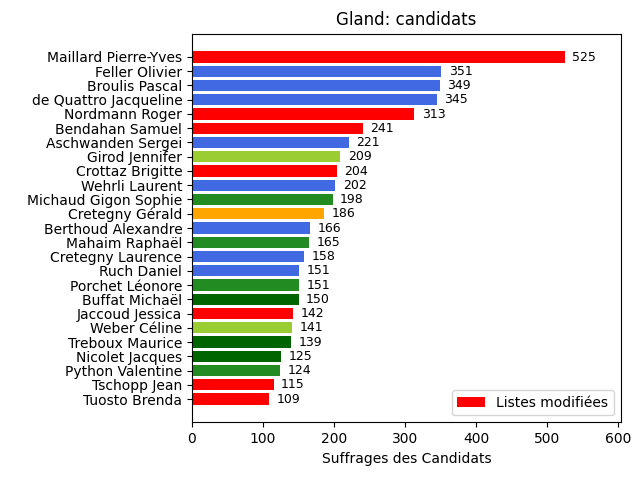 Gland: candidats
Maillard Pierre-Yves 525
Feller Olivier 351
Broulis Pascal 349
de Quattro Jacqueline 345
Nordmann Roger 313
Bendahan Samuel 241
Aschwanden Sergei 221
Girod Jennifer 209
Crottaz Brigitte 204
Wehrli Laurent 202
Michaud Gigon Sophie 198
Cretegny Gérald 186
Berthoud Alexandre 166
Mahaim Raphaël 165
Cretegny Laurence 158
Ruch Daniel 151
Porchet Léonore 151
Buffat Michaël 150
Jaccoud Jessica 142
Weber Céline 141
Treboux Maurice 139
Nicolet Jacques 125
Python Valentine 124
Tschopp Jean 115
Tuosto Brenda 109
Listes modifiées
0 100 200 300 400 500 600
Suffrages des Candidats